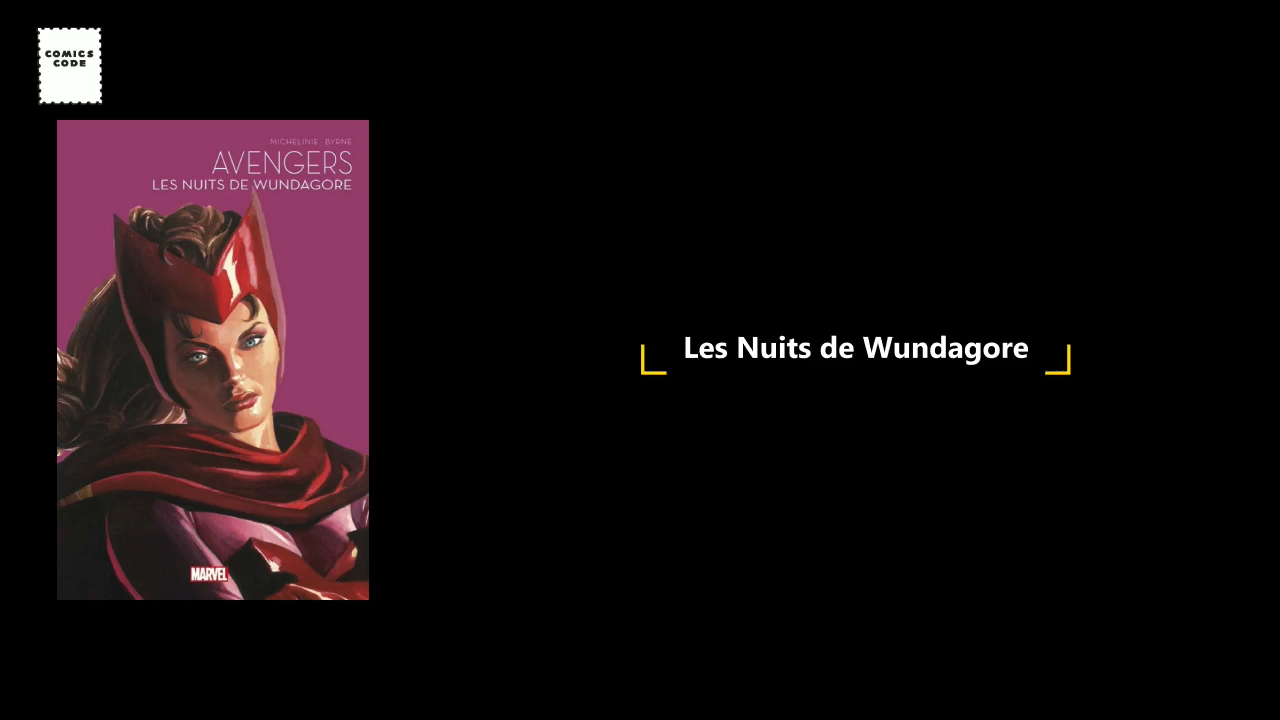 COMICS
CODE
MICHELINIE BYRNE
AVENGERS
LES NUITS DE WUNDAGORE
MARVEL
Les Nuits de Wundagore